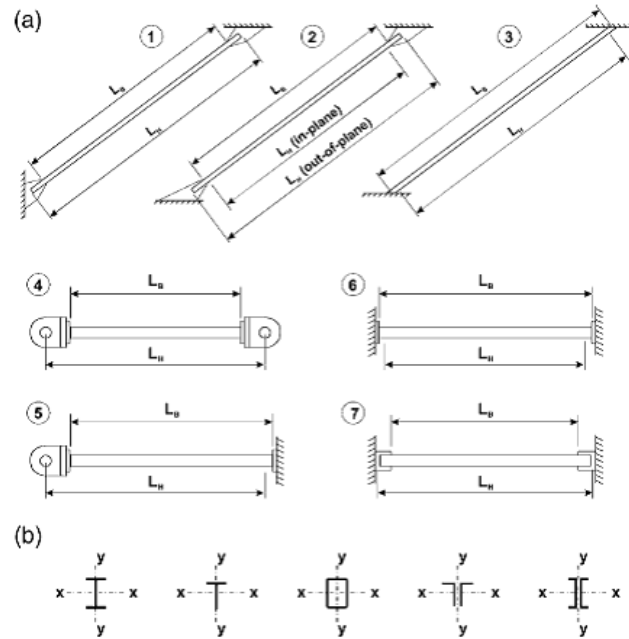 (a)
1
2
3
L_B
L_H
L_B
L_H (in-plane)
L_H (out-of-plane)
L_B
L_H
4
L_B
L_H
6
L_B
L_H
5
L_B
L_H
7
L_B
L_H
(b)
y y y y y
x x x x x x x x x x
y y y y y